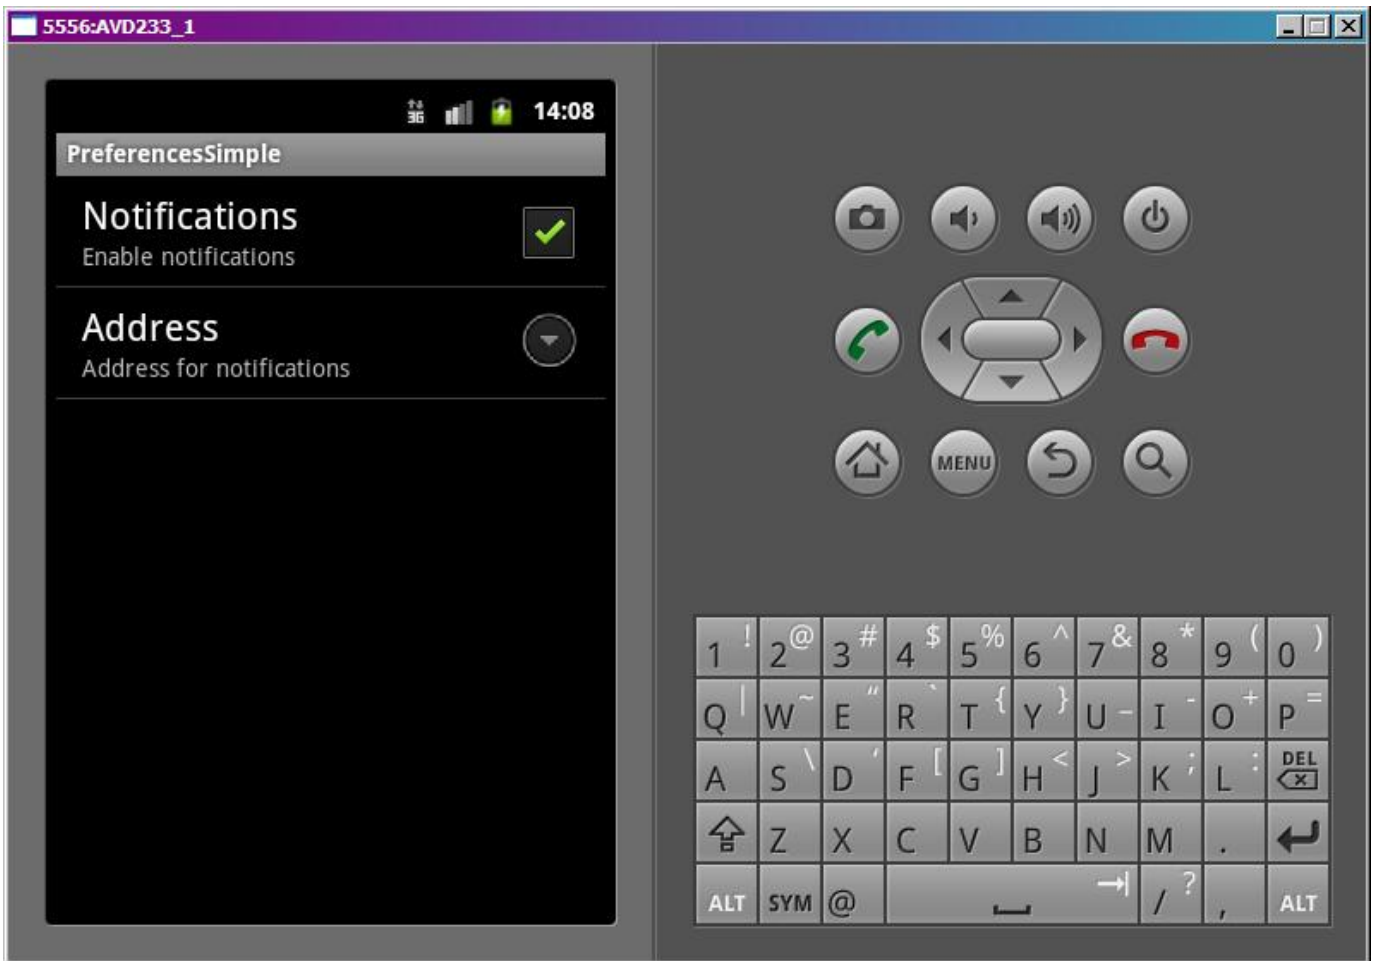 5556:AVD233_1
3G 14:08
PreferencesSimple
Notifications
Enable notifications
Address
Address for notifications
MENU
1 ! 2 @ 3 # 4 $ 5 % 6 ^ 7 & 8 * 9 ( 0 )
Q | W ~ E " R ` T { Y } U _ I - O + P =
A S \ D ' F [ G ] H < J > K ; L : DEL
Z X C V B N M .
ALT SYM @ / ? , ALT